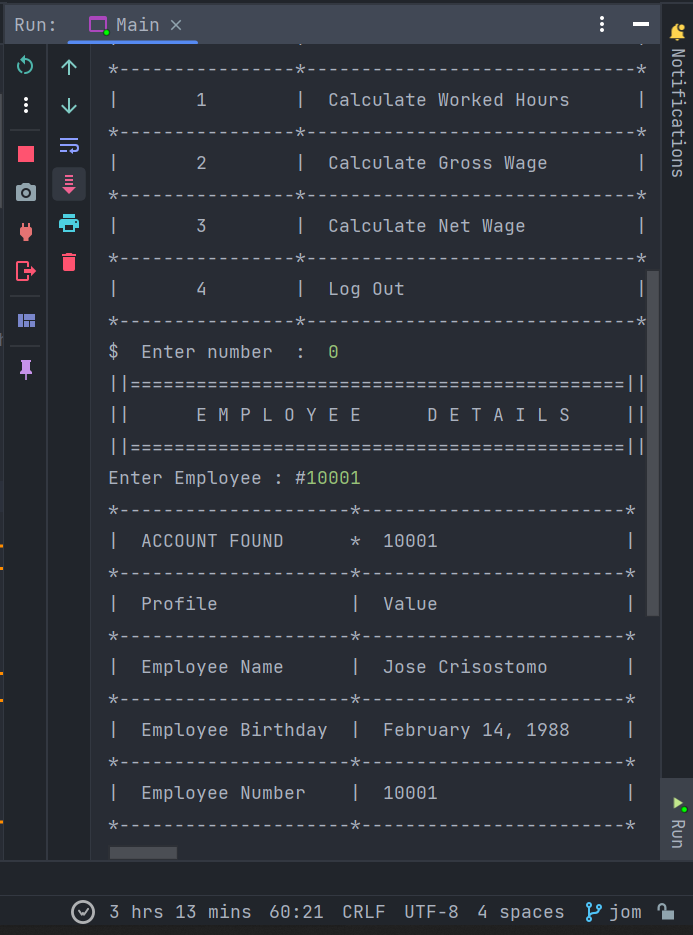 Run: Main
*----------------*------------------------------*
|       1        |  Calculate Worked Hours      |
*----------------*------------------------------*
|       2        |  Calculate Gross Wage        |
*----------------*------------------------------*
|       3        |  Calculate Net Wage          |
*----------------*------------------------------*
|       4        |  Log Out                     |
*----------------*------------------------------*
$  Enter number  :  0
||=============================================||
||      E M P L O Y E E      D E T A I L S     ||
||=============================================||
Enter Employee : #10001
*---------------------*------------------------*
|  ACCOUNT FOUND      *  10001                 |
*---------------------*------------------------*
|  Profile            |  Value                 |
*---------------------*------------------------*
|  Employee Name      |  Jose Crisostomo       |
*---------------------*------------------------*
|  Employee Birthday  |  February 14, 1988     |
*---------------------*------------------------*
|  Employee Number    |  10001                 |
*---------------------*------------------------*
Notifications
Run
3 hrs 13 mins 60:21 CRLF UTF-8 4 spaces jom